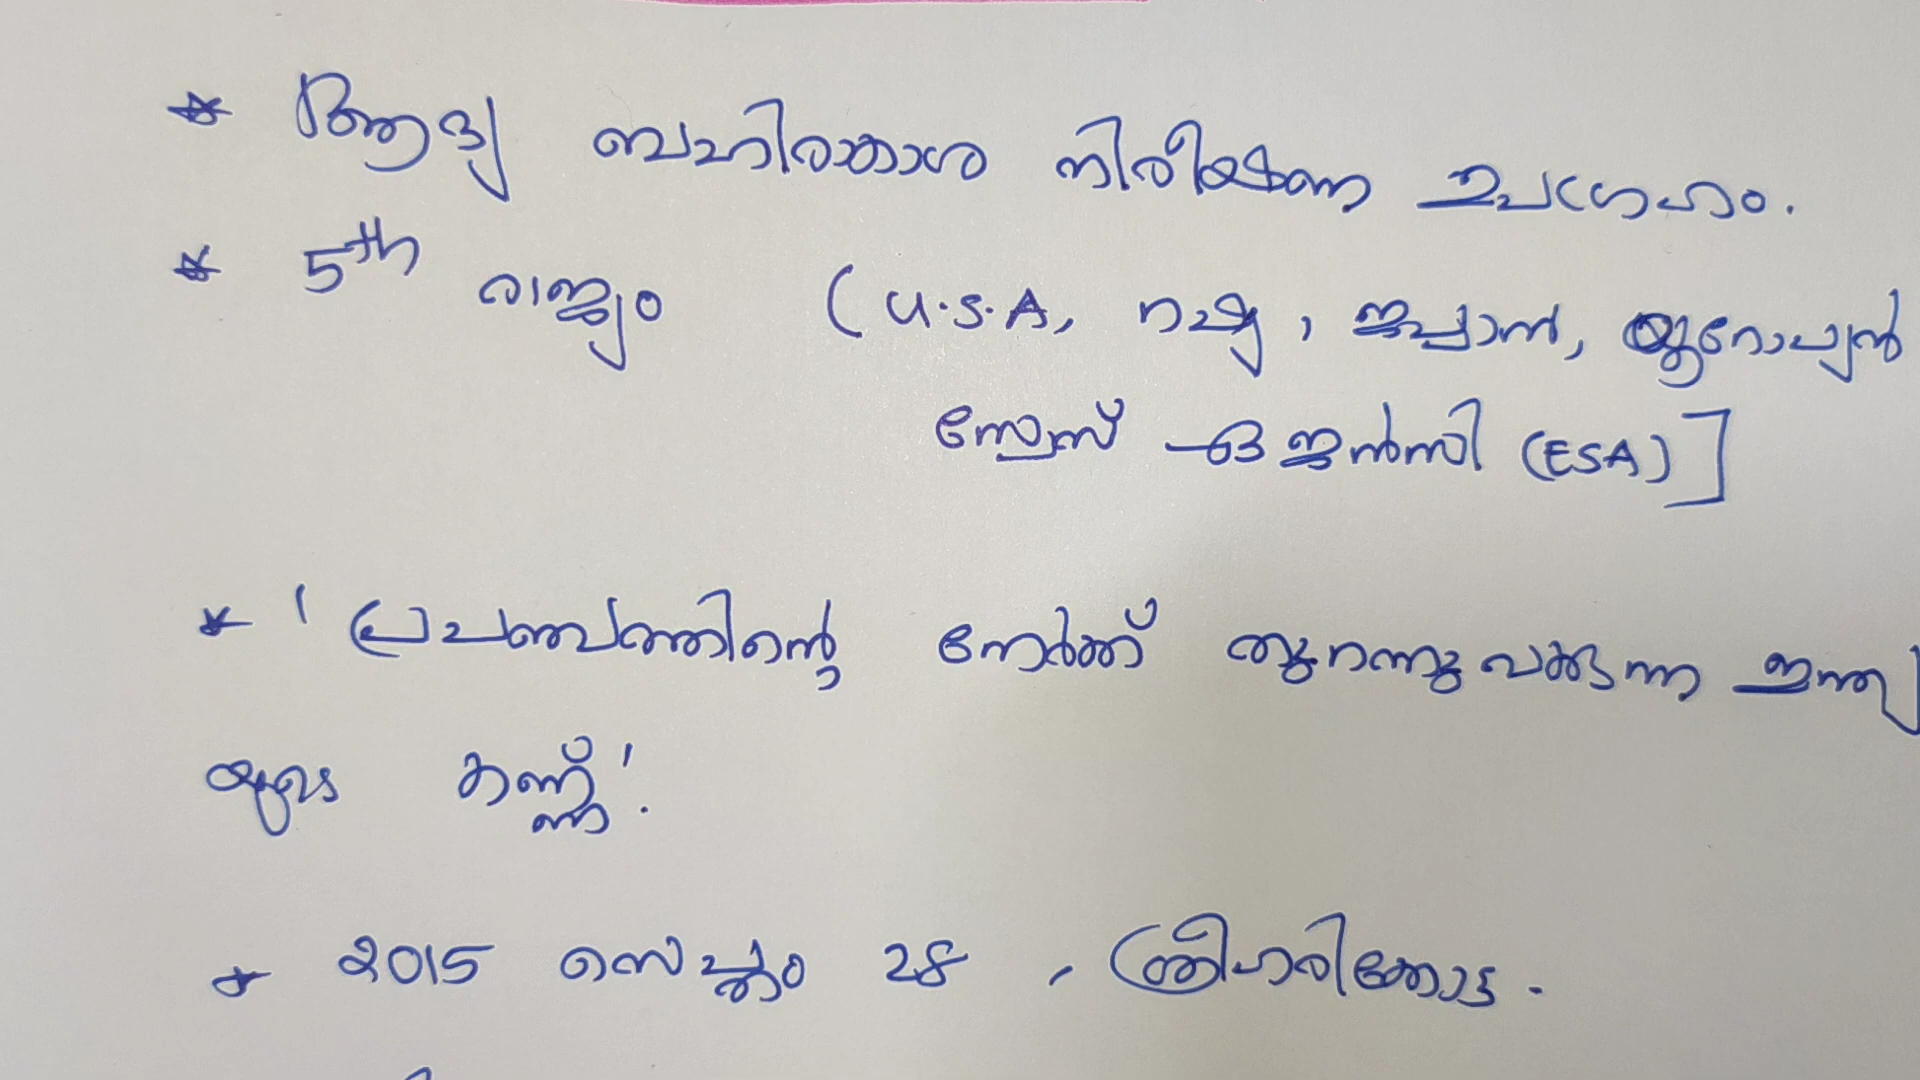 * ആദ്യ ബഹിരാകാശ നിരീക്ഷണ ഉപഗ്രഹം.
* 5th രാജ്യം (U.S.A, റഷ്യ, ജപ്പാൻ, യൂറോപ്യൻ
സ്പേസ് ഏജൻസി (ESA)]
* 'പ്രപഞ്ചത്തിന്റെ നേർക്ക് തുറന്നുവക്കുന്ന ഇന്ത്യ
യുടെ കണ്ണ്'.
* 2015 സെപ്തം 28, ശ്രീഹരികോട്ട.